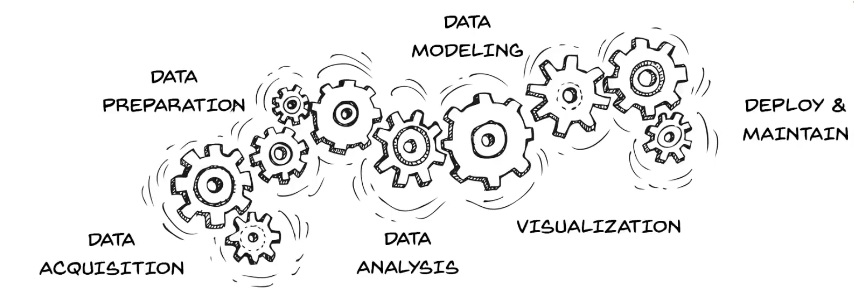 DATA
MODELING
DATA
PREPARATION
DEPLOY &
MAINTAIN
VISUALIZATION
DATA
ACQUISITION
DATA
ANALYSIS